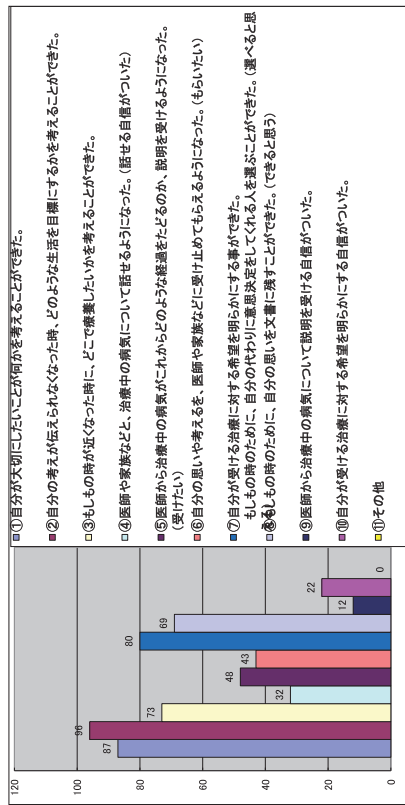 120
100
80
60
40
20
0
87
96
73
32
48
43
80
69
12
22
0
①自分が大切にしたいことが何かを考えることができた。
②自分の考えが伝えられなくなった時、どのような生活を目標にするかを考えることができた。
③もしもの時が近くなった時に、どこで療養したいかを考えることができた。
④医師や家族などと、治療中の病気について話せるようになった。(話せる自信がついた)
⑤医師から治療中の病気がこれからどのような経過をたどるのか、説明を受けるようになった。
(受けたい)
⑥自分の思いや考えるを、医師や家族などに受け止めてもらえるようになった。(もらいたい)
⑦自分が受ける治療に対する希望を明らかにする事ができた。
もしもの時のために、自分の代わりに意思決定をしてくれる人を選ぶことができた。(選べると思
⑧もしもの時のために、自分の思いを文書に残すことができた。(できると思う)
⑨医師から治療中の病気について説明を受ける自信がついた。
⑩自分が受ける治療に対する希望を明らかにする自信がついた。
⑪その他